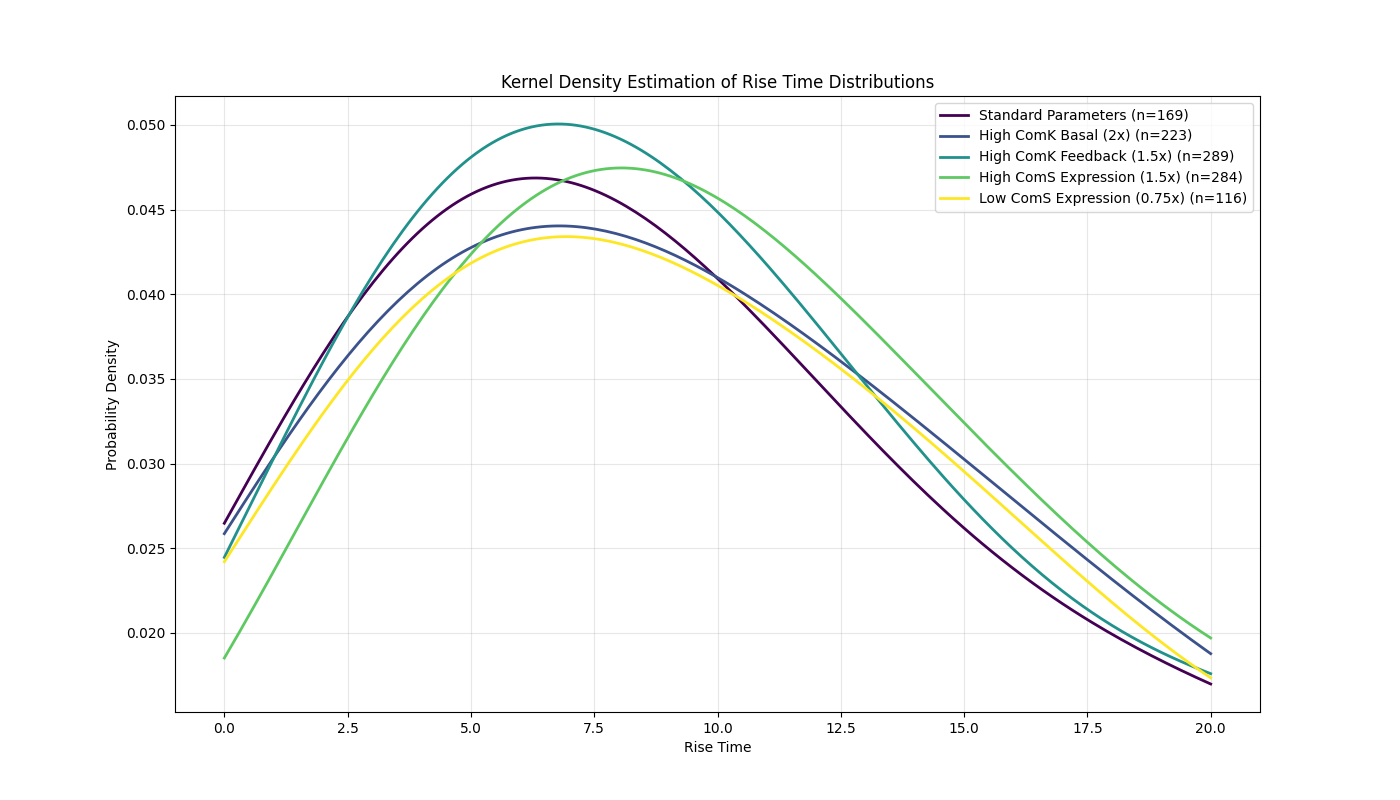 Kernel Density Estimation of Rise Time Distributions
Standard Parameters (n=169)
High ComK Basal (2x) (n=223)
High ComK Feedback (1.5x) (n=289)
High ComS Expression (1.5x) (n=284)
Low ComS Expression (0.75x) (n=116)
Probability Density
0.050
0.045
0.040
0.035
0.030
0.025
0.020
0.0 2.5 5.0 7.5 10.0 12.5 15.0 17.5 20.0
Rise Time